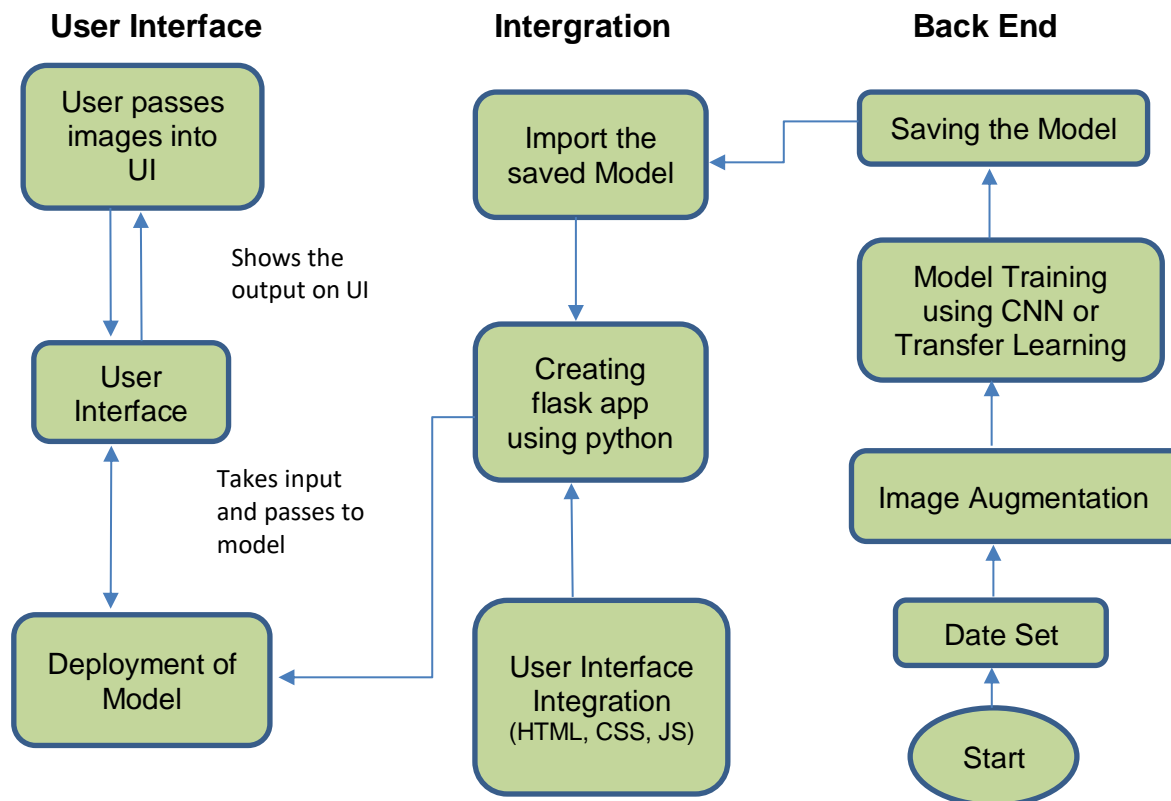 User Interface
Intergration
Back End
User passes
images into
UI
Shows the
output on UI
User
Interface
Takes input
and passes to
model
Deployment of
Model
Import the
saved Model
Creating
flask app
using python
User Interface
Integration
(HTML, CSS, JS)
Saving the Model
Model Training
using CNN or
Transfer Learning
Image Augmentation
Date Set
Start